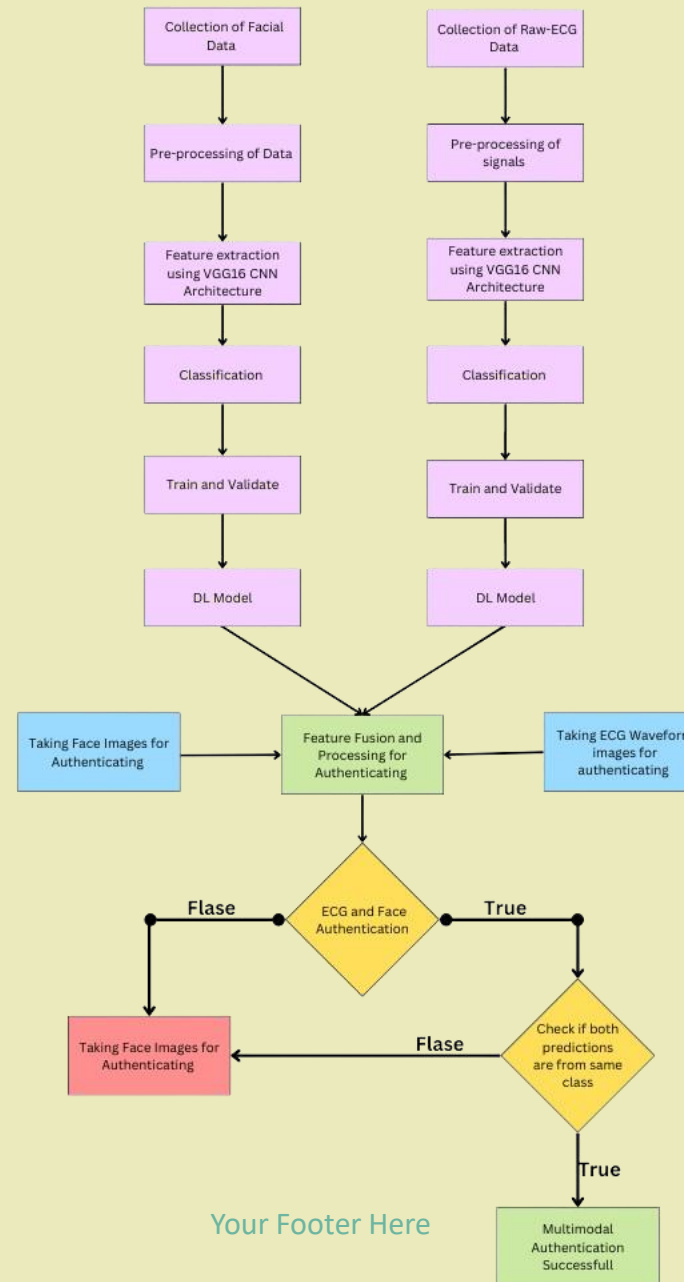 Collection of Facial
Data
Collection of Raw-ECG
Data
Pre-processing of Data
Pre-processing of
signals
Feature extraction
using VGG16 CNN
Architecture
Feature extraction
using VGG16 CNN
Architecture
Classification
Classification
Train and Validate
Train and Validate
DL Model
DL Model
Taking Face Images for
Authenticating
Feature Fusion and
Processing for
Authenticating
Taking ECG Waveform
images for
authenticating
ECG and Face
Authentication
Flase
True
Taking Face Images for
Authenticating
Flase
Check if both
predictions
are from same
class
True
Your Footer Here
Multimodal
Authentication
Successfull